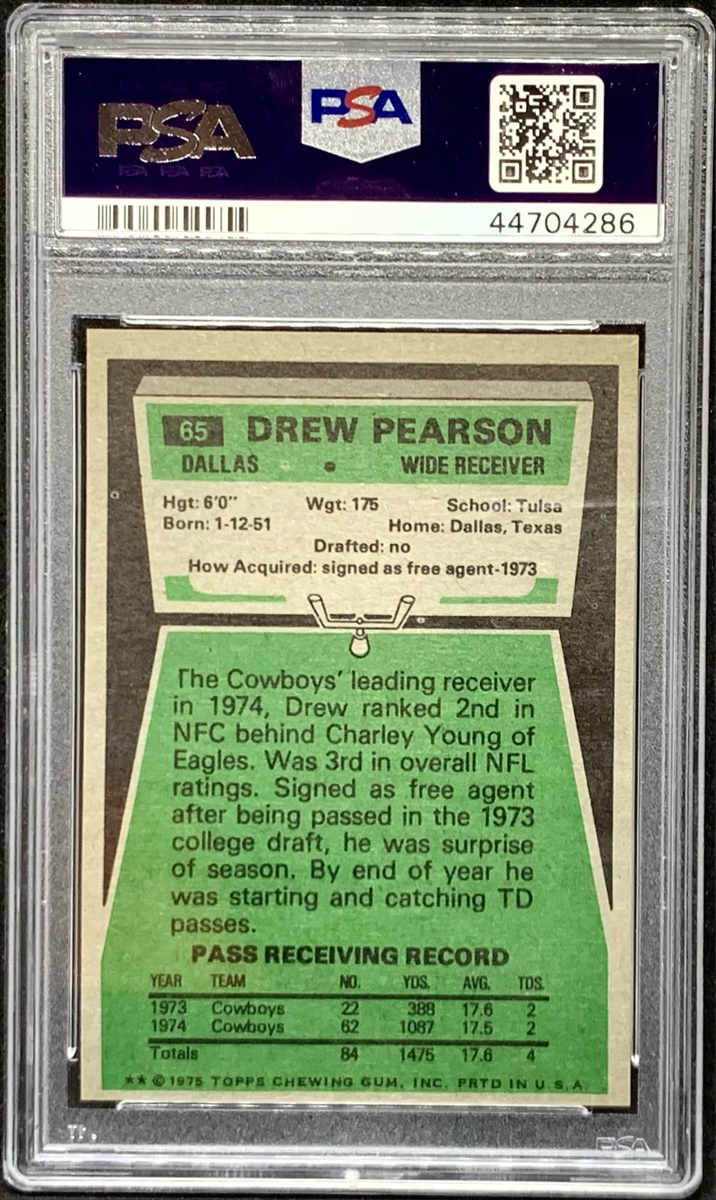 PSA
PSA
PSA PSA PSA
44704286
65 DREW PEARSON
DALLAS • WIDE RECEIVER
Hgt: 6'0" Wgt: 175 School: Tulsa
Born: 1-12-51 Home: Dallas, Texas
Drafted: no
How Acquired: signed as free agent-1973
The Cowboys' leading receiver
in 1974, Drew ranked 2nd in
NFC behind Charley Young of
Eagles. Was 3rd in overall NFL
ratings. Signed as free agent
after being passed in the 1973
college draft, he was surprise
of season. By end of year he
was starting and catching TD
passes.
PASS RECEIVING RECORD
YEAR TEAM NO. YDS. AVG. TDS.
1973 Cowboys 22 388 17.6 2
1974 Cowboys 62 1087 17.5 2
Totals 84 1475 17.6 4
** © 1975 TOPPS CHEWING GUM, INC. PRTD IN U.S.A.
PSA